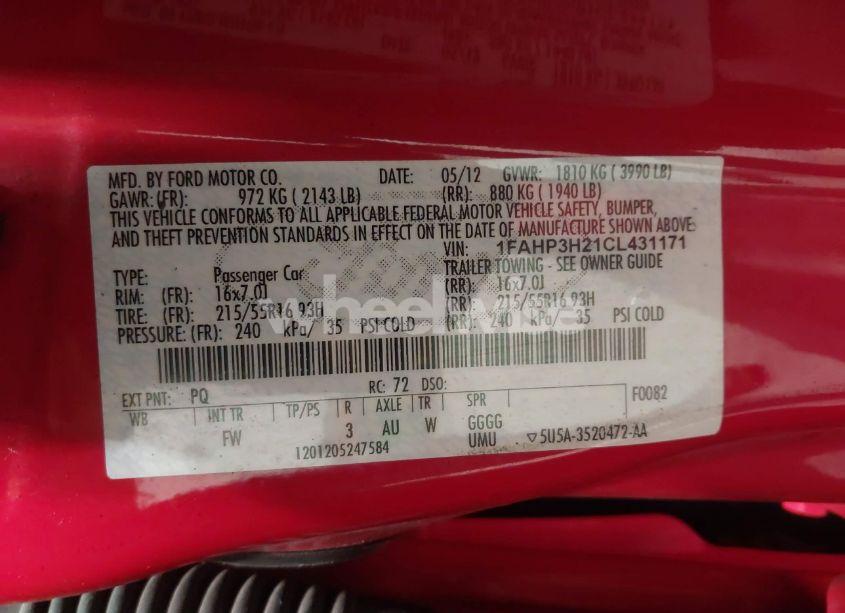 MFD. BY FORD MOTOR CO. DATE: 05/12 GVWR: 1810 KG ( 3990 LB)
GAWR: (FR): 972 KG ( 2143 LB) (RR): 880 KG ( 1940 LB)
THIS VEHICLE CONFORMS TO ALL APPLICABLE FEDERAL MOTOR VEHICLE SAFETY, BUMPER,
AND THEFT PREVENTION STANDARDS IN EFFECT ON THE DATE OF MANUFACTURE SHOWN ABOVE.
VIN: 1FAHP3H21CL431171
TYPE: Passenger Car TRAILER TOWING - SEE OWNER GUIDE
RIM: (FR): 16x7.0J (RR): 16x7.0J
TIRE: (FR): 215/55R16 93H (RR): 215/55R16 93H
PRESSURE: (FR): 240 kPa/ 35 PSI COLD (RR): 240 kPa/ 35 PSI COLD
EXT PNT: PQ RC: 72 DSO: F0082
WB INT TR TP/PS R AXLE TR SPR
FW 3 AU W GGGG
UMU ▽5U5A-3520472-AA
1201205247584